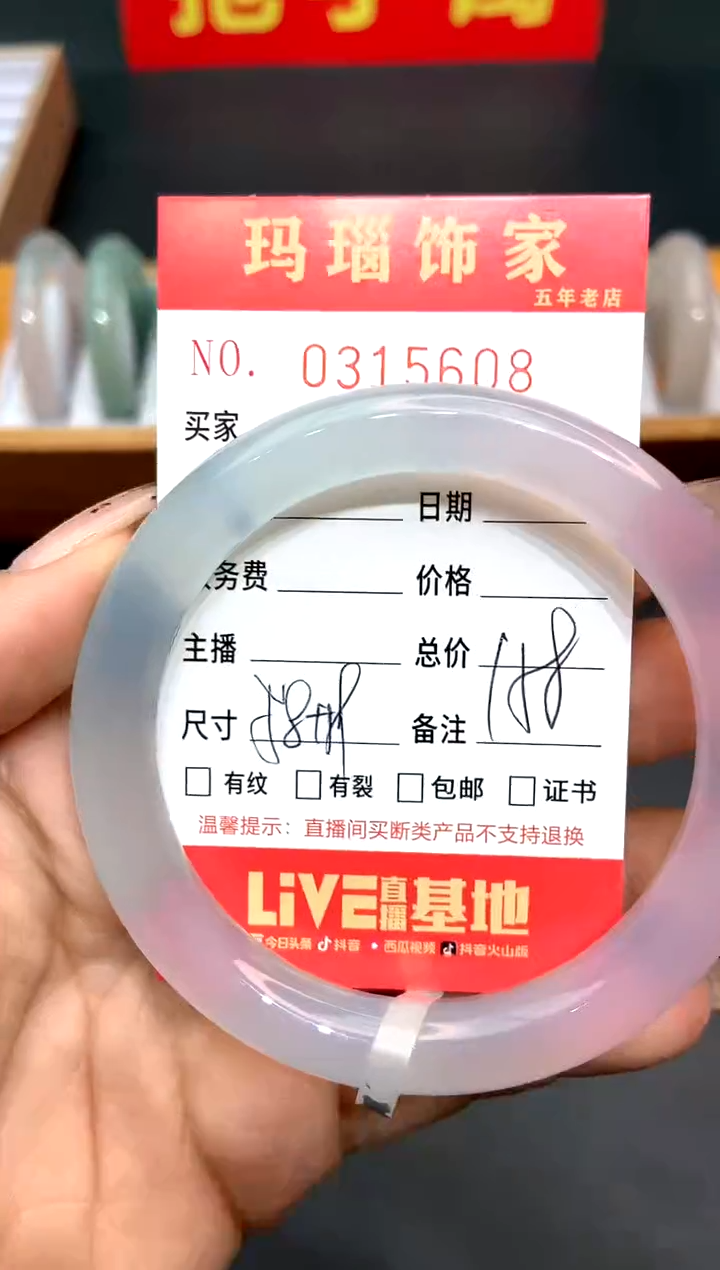 玛瑙饰家
五年老店
NO. 0315608
买家
日期
务费 价格
主播 总价
尺寸 备注
□ 有纹 □ 有裂 □ 包邮 □ 证书
温馨提示：直播间买断类产品不支持退换
LiVE直播基地
今日头条 抖音 西瓜视频 抖音火山版